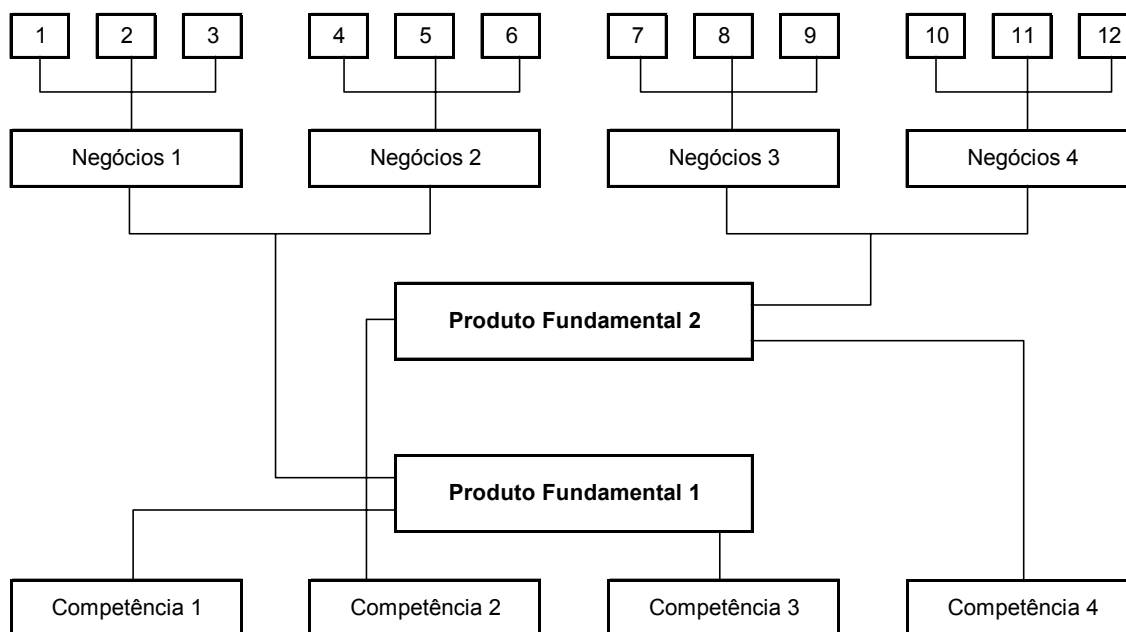 1 2 3 4 5 6 7 8 9 10 11 12
Negócios 1 Negócios 2 Negócios 3 Negócios 4
Produto Fundamental 2
Produto Fundamental 1
Competência 1 Competência 2 Competência 3 Competência 4